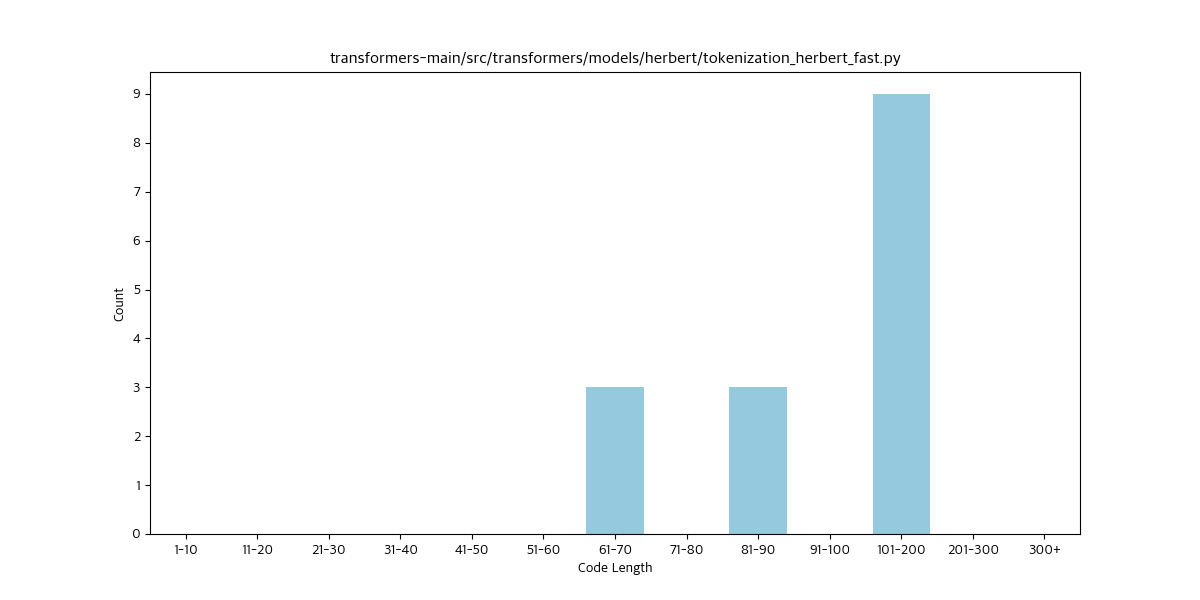 transformers-main/src/transformers/models/herbert/tokenization_herbert_fast.py
9
8
7
6
5
4
3
2
1
0
Count
1-10 11-20 21-30 31-40 41-50 51-60 61-70 71-80 81-90 91-100 101-200 201-300 300+
Code Length